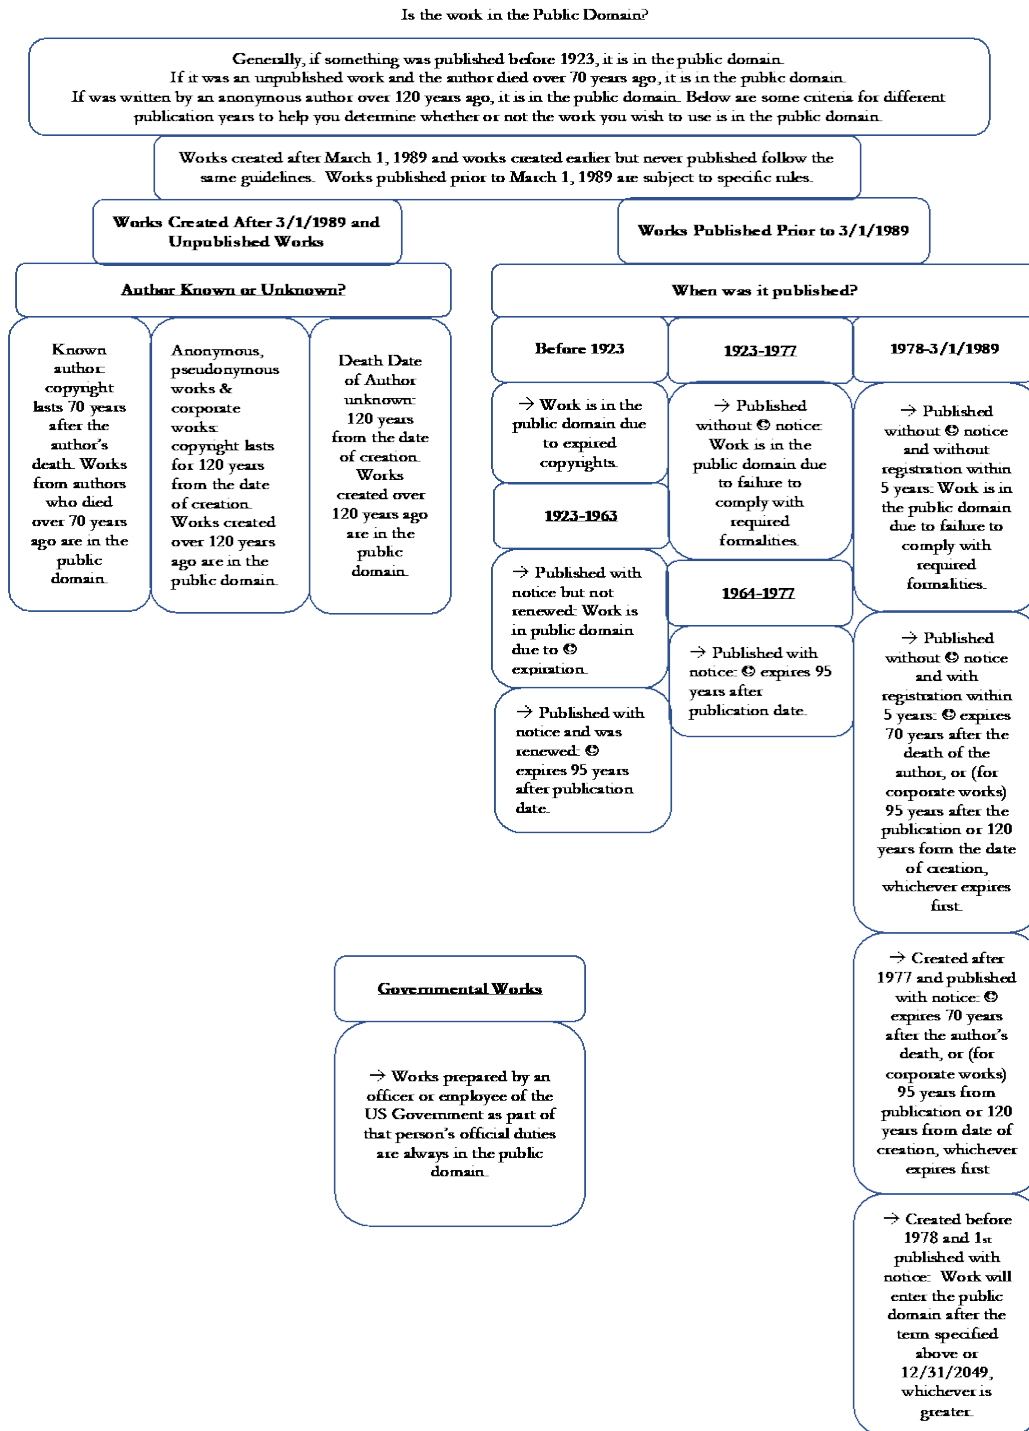 Is the work in the Public Domain?
Generally, if something was published before 1923, it is in the public domain.
If it was an unpublished work and the author died over 70 years ago, it is in the public domain.
If was written by an anonymous author over 120 years ago, it is in the public domain. Below are some criteria for different
publication years to help you determine whether or not the work you wish to use is in the public domain.
Works created after March 1, 1989 and works created earlier but never published follow the
same guidelines. Works published prior to March 1, 1989 are subject to specific rules.
Works Created After 3/1/1989 and
Unpublished Works
Author Known or Unknown?
Known
author:
copyright
lasts 70 years
after the
author's
death. Works
from authors
who died
over 70 years
ago are in the
public
domain.
Anonymous,
pseudonymous
works &
corporate
works:
copyright lasts
for 120 years
from the date
of creation.
Works created
over 120 years
ago are in the
public domain.
Death Date
of Author
unknown:
120 years
from the date
of creation.
Works
created over
120 years ago
are in the
public
domain.
Works Published Prior to 3/1/1989
When was it published?
Before 1923
→ Work is in the
public domain due
to expired
copyrights.
1923-1963
→ Published with
notice but not
renewed: Work is
in public domain
due to ©
expiration.
→ Published with
notice and was
renewed: ©
expires 95 years
after publication
date.
1923-1977
→ Published
without © notice:
Work is in the
public domain due
to failure to
comply with
required
formalities.
1964-1977
→ Published with
notice: © expires 95
years after
publication date.
1978-3/1/1989
→ Published
without © notice
and without
registration within
5 years: Work is in
the public domain
due to failure to
comply with
required
formalities.
→ Published
without © notice
and with
registration within
5 years: © expires
70 years after the
death of the
author, or (for
corporate works)
95 years after the
publication or 120
years form the date
of creation,
whichever expires
first.
→ Created after
1977 and published
with notice: ©
expires 70 years
after the author's
death, or (for
corporate works)
95 years from
publication or 120
years from date of
creation, whichever
expires first
→ Created before
1978 and 1st
published with
notice: Work will
enter the public
domain after the
term specified
above or
12/31/2049,
whichever is
greater.
Governmental Works
→ Works prepared by an
officer or employee of the
US Government as part of
that person's official duties
are always in the public
domain.